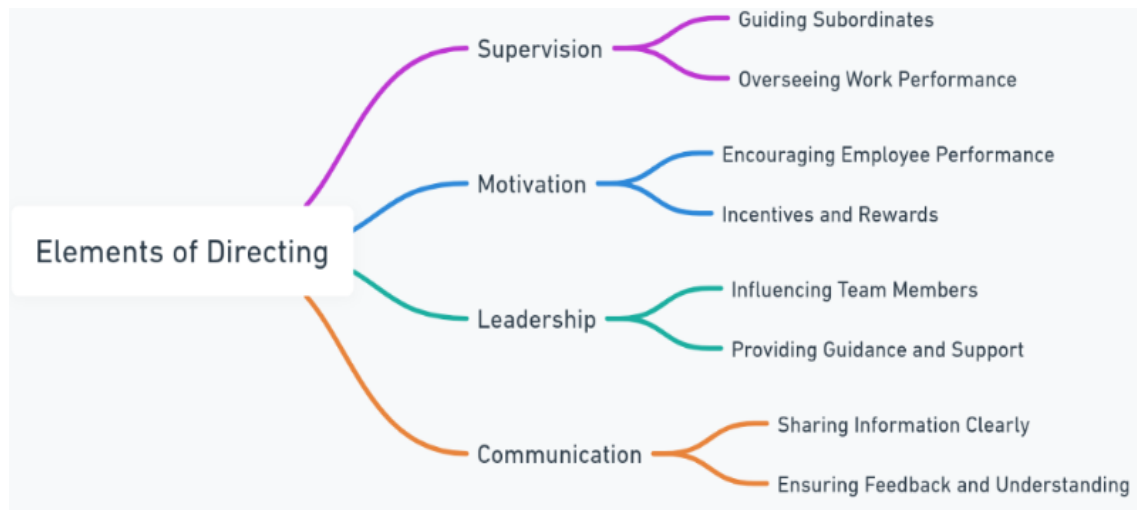 Elements of Directing
Supervision
Guiding Subordinates
Overseeing Work Performance
Motivation
Encouraging Employee Performance
Incentives and Rewards
Leadership
Influencing Team Members
Providing Guidance and Support
Communication
Sharing Information Clearly
Ensuring Feedback and Understanding